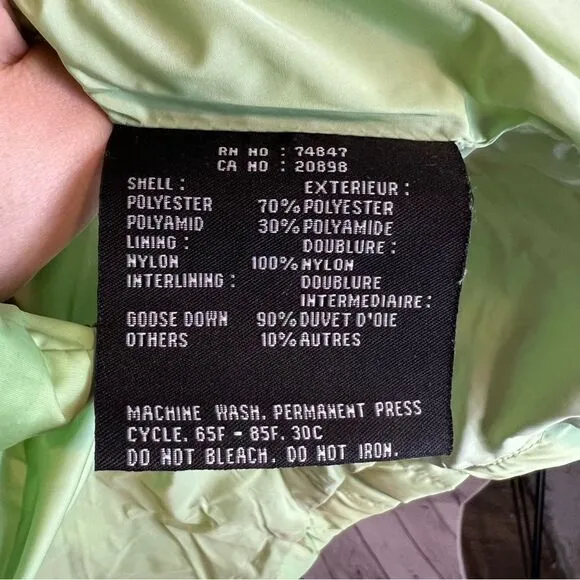 RN NO : 74847
CA NO : 20898
SHELL : EXTERIEUR :
POLYESTER 70% POLYESTER
POLYAMID 30% POLYAMIDE
LINING : DOUBLURE :
NYLON 100% NYLON
INTERLINING : DOUBLURE
INTERMEDIAIRE :
GOOSE DOWN 90% DUVET D'OIE
OTHERS 10% AUTRES
MACHINE WASH. PERMANENT PRESS
CYCLE. 65F - 85F. 30C
DO NOT BLEACH. DO NOT IRON.